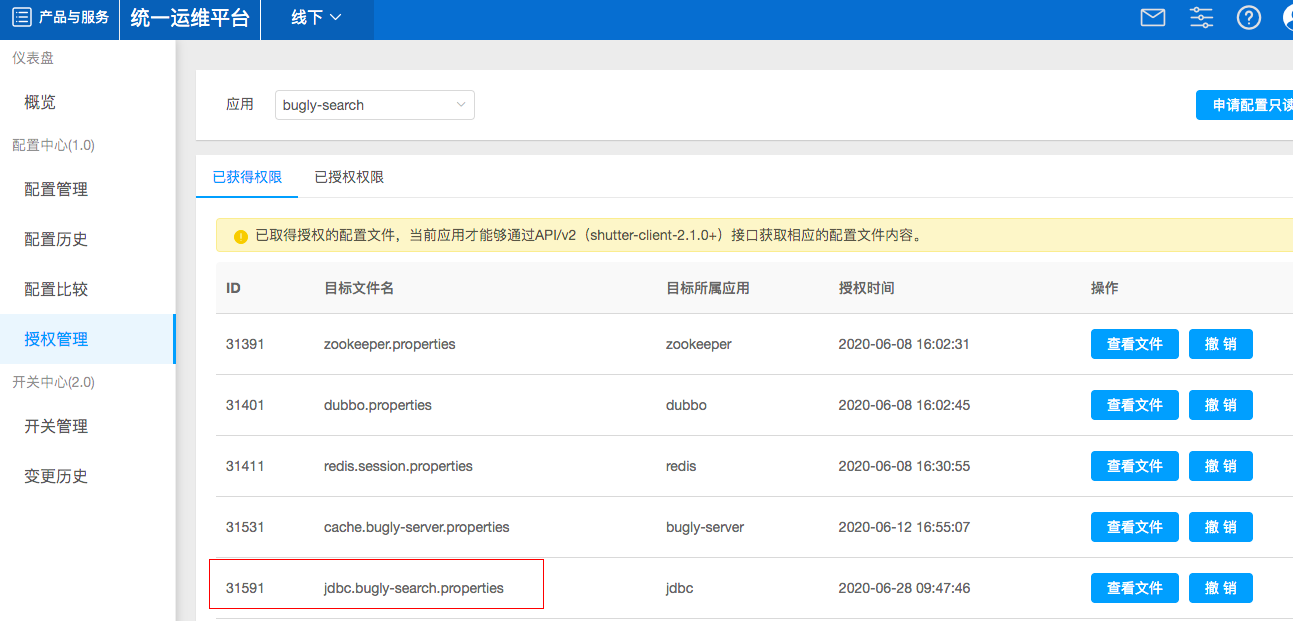 产品与服务 统一运维平台 线下
仪表盘
概览
配置中心(1.0)
配置管理
配置历史
配置比较
授权管理
开关中心(2.0)
开关管理
变更历史
应用 bugly-search 申请配置只读
已获得权限 已授权权限
已取得授权的配置文件，当前应用才能够通过API/v2（shutter-client-2.1.0+）接口获取相应的配置文件内容。
ID 目标文件名 目标所属应用 授权时间 操作
31391 zookeeper.properties zookeeper 2020-06-08 16:02:31 查看文件 撤 销
31401 dubbo.properties dubbo 2020-06-08 16:02:45 查看文件 撤 销
31411 redis.session.properties redis 2020-06-08 16:30:55 查看文件 撤 销
31531 cache.bugly-server.properties bugly-server 2020-06-12 16:55:07 查看文件 撤 销
31591 jdbc.bugly-search.properties jdbc 2020-06-28 09:47:46 查看文件 撤 销